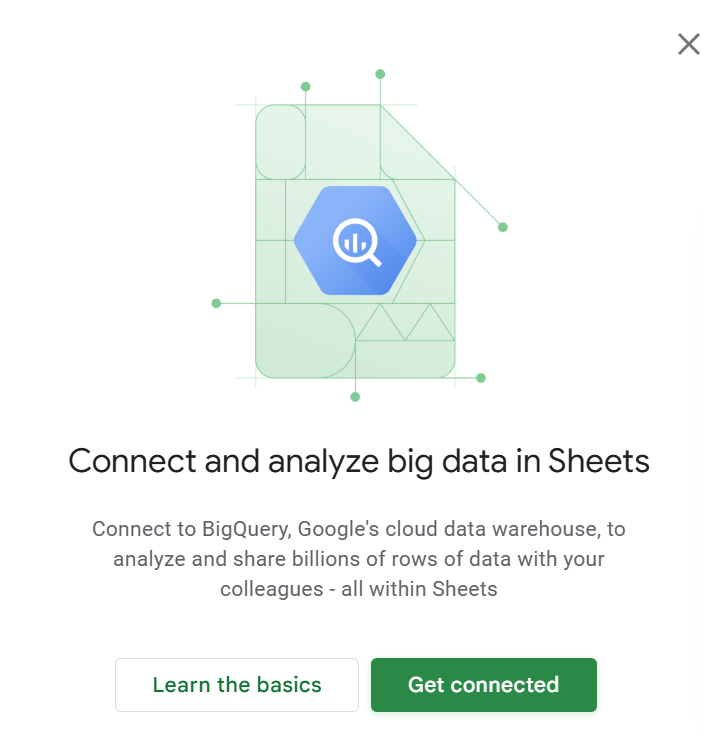 Connect and analyze big data in Sheets
Connect to BigQuery, Google's cloud data warehouse, to
analyze and share billions of rows of data with your
colleagues - all within Sheets
Learn the basics
Get connected